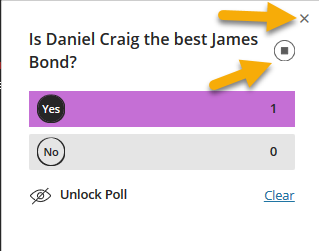 Is Daniel Craig the best James
Bond?
Yes 1
No 0
Unlock Poll Clear